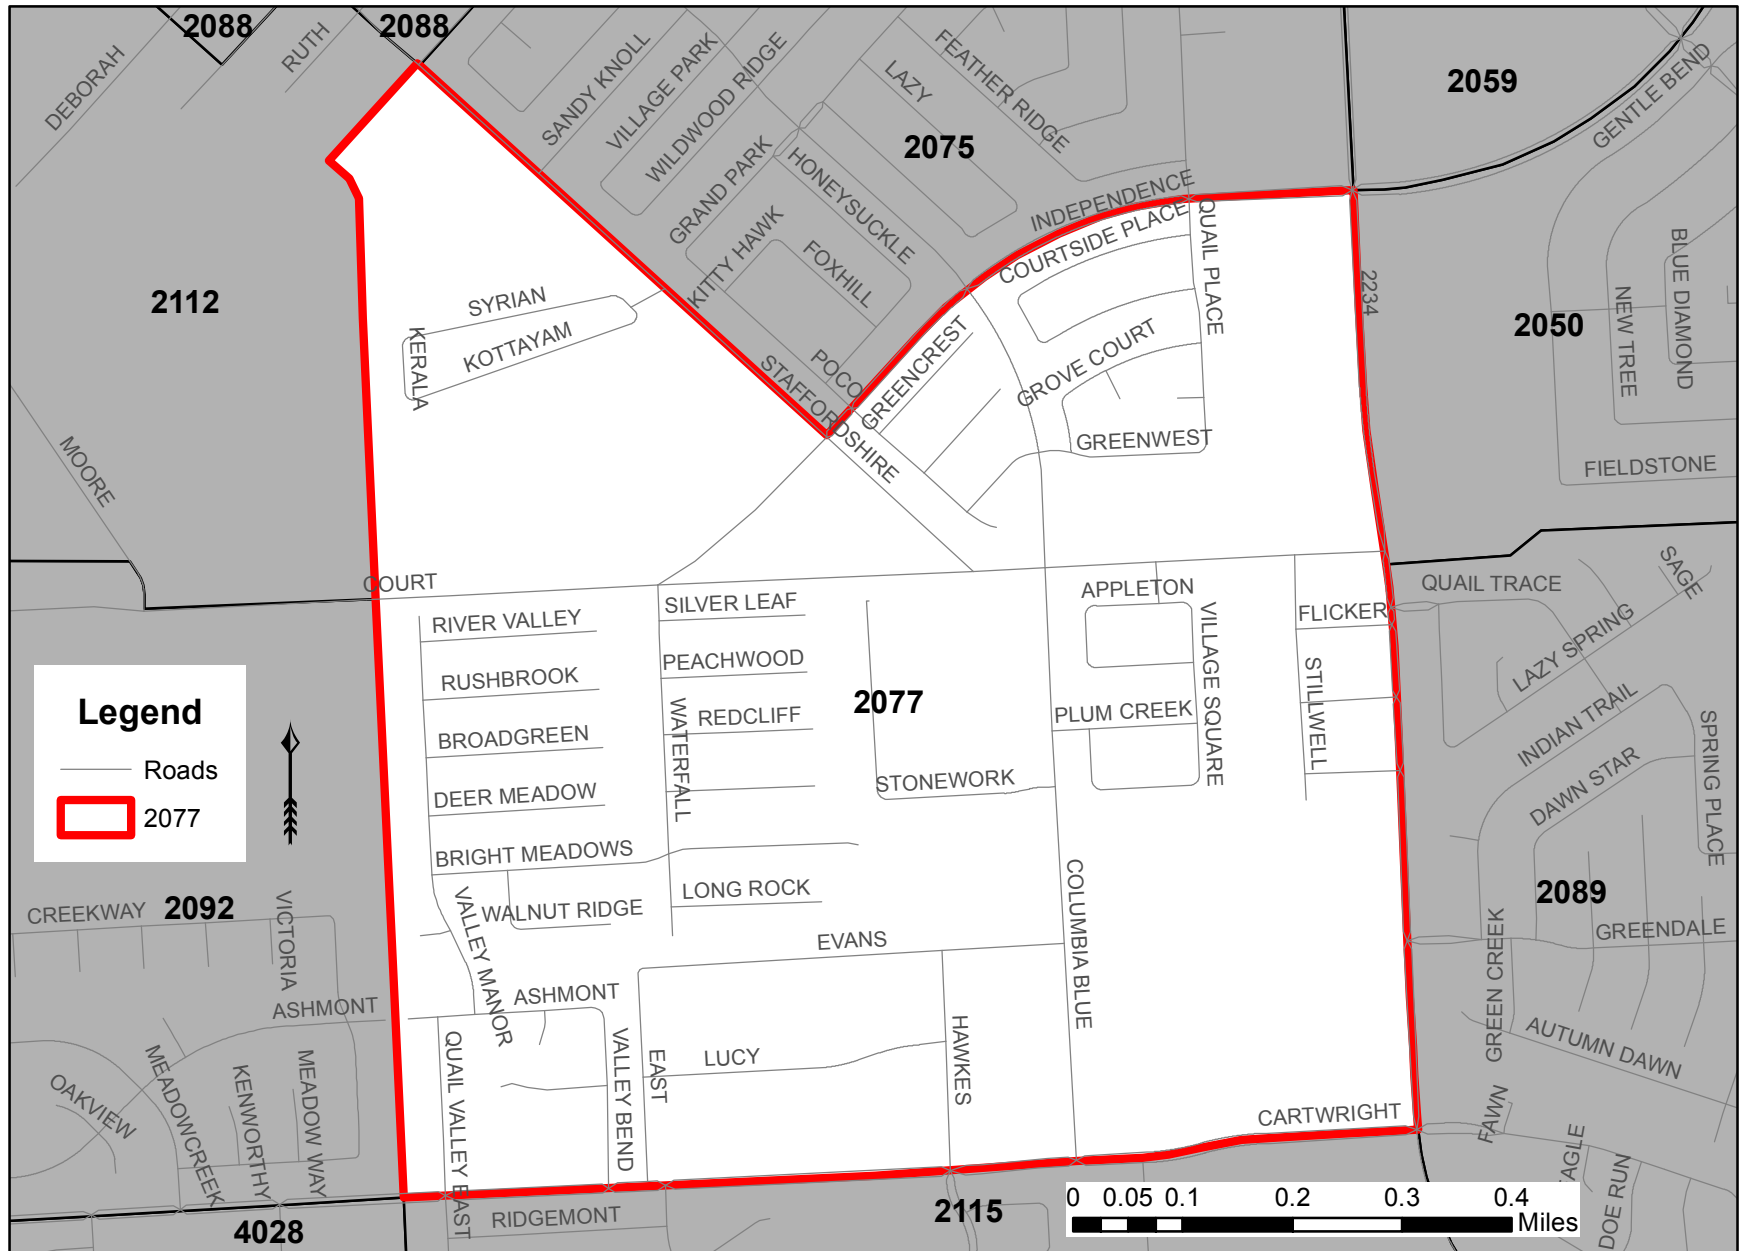 2088
2088
DEBORAH
RUTH
SANDY KNOLL
VILLAGE PARK
WILDWOOD RIDGE
LAZY
FEATHER RIDGE
2059
GENTLE BEND
2075
GRAND PARK
HONEYSUCKLE
KITTY HAWK
FOXHILL
INDEPENDENCE
COURTSIDE PLACE
QUAIL PLACE
2234
BLUE DIAMOND
NEW TREE
2050
2112
SYRIAN
KOTTAYAM
KERALA
POCO
STAFFORDSHIRE
GREENCREST
GROVE COURT
GREENWEST
FIELDSTONE
MOORE
COURT
RIVER VALLEY
SILVER LEAF
APPLETON
FLICKER
QUAIL TRACE
SAGE
LAZY SPRING
RUSHBROOK
PEACHWOOD
VILLAGE SQUARE
STILLWELL
2077
BROADGREEN
WATERFALL
REDCLIFF
PLUM CREEK
INDIAN TRAIL
SPRING PLACE
DAWN STAR
DEER MEADOW
STONEWORK
Legend
Roads
2077
BRIGHT MEADOWS
LONG ROCK
COLUMBIA BLUE
2089
CREEKWAY
2092
VICTORIA
VALLEY MANOR
WALNUT RIDGE
EVANS
GREEN CREEK
GREENDALE
ASHMONT
ASHMONT
AUTUMN DAWN
OAKVIEW
MEADOWCREEK
KENWORTHY
MEADOW WAY
QUAIL VALLEY EAST
VALLEY BEND
EAST
LUCY
HAWKES
CARTWRIGHT
FAWN
EAGLE
DOE RUN
4028
RIDGEMONT
2115
0 0.05 0.1 0.2 0.3 0.4
Miles